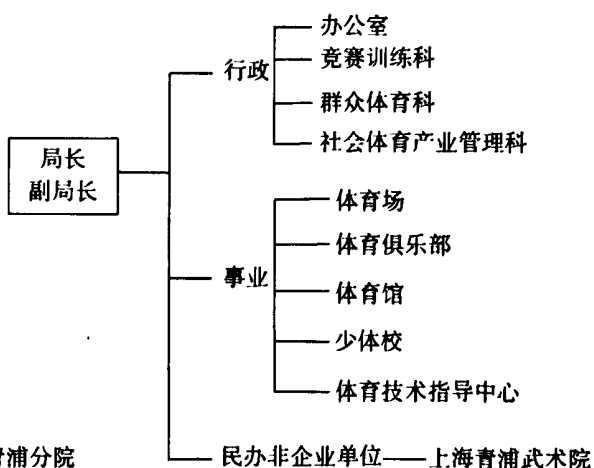 办公室
行政
竞赛训练科
群众体育科
社会体育产业管理科
局长
副局长
体育场
体育俱乐部
事业
体育馆
少体校
体育技术指导中心
浦分院
民办非企业单位
上海青浦武术院